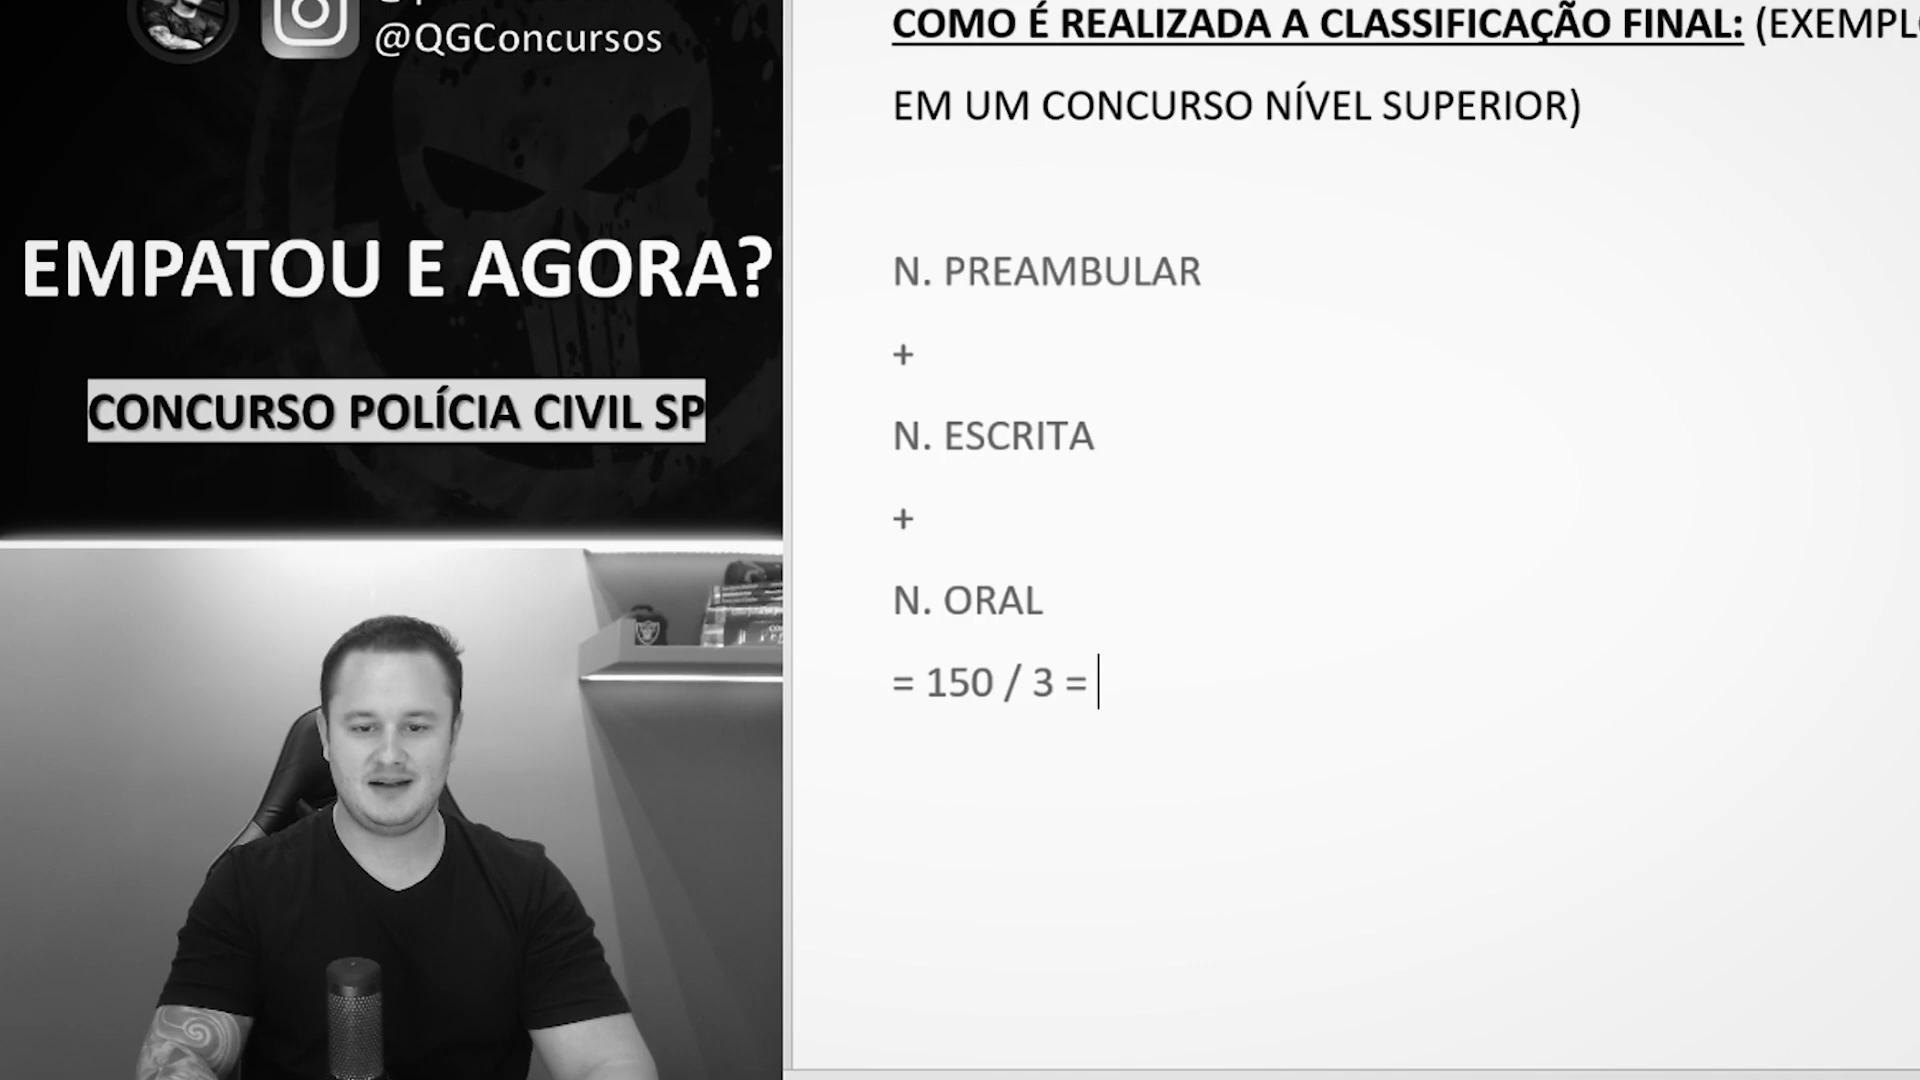 @QGConcursos
EMPATOU E AGORA?
CONCURSO POLÍCIA CIVIL SP
COMO É REALIZADA A CLASSIFICAÇÃO FINAL: (EXEMPLO
EM UM CONCURSO NÍVEL SUPERIOR)
N. PREAMBULAR
+
N. ESCRITA
+
N. ORAL
= 150 / 3 =